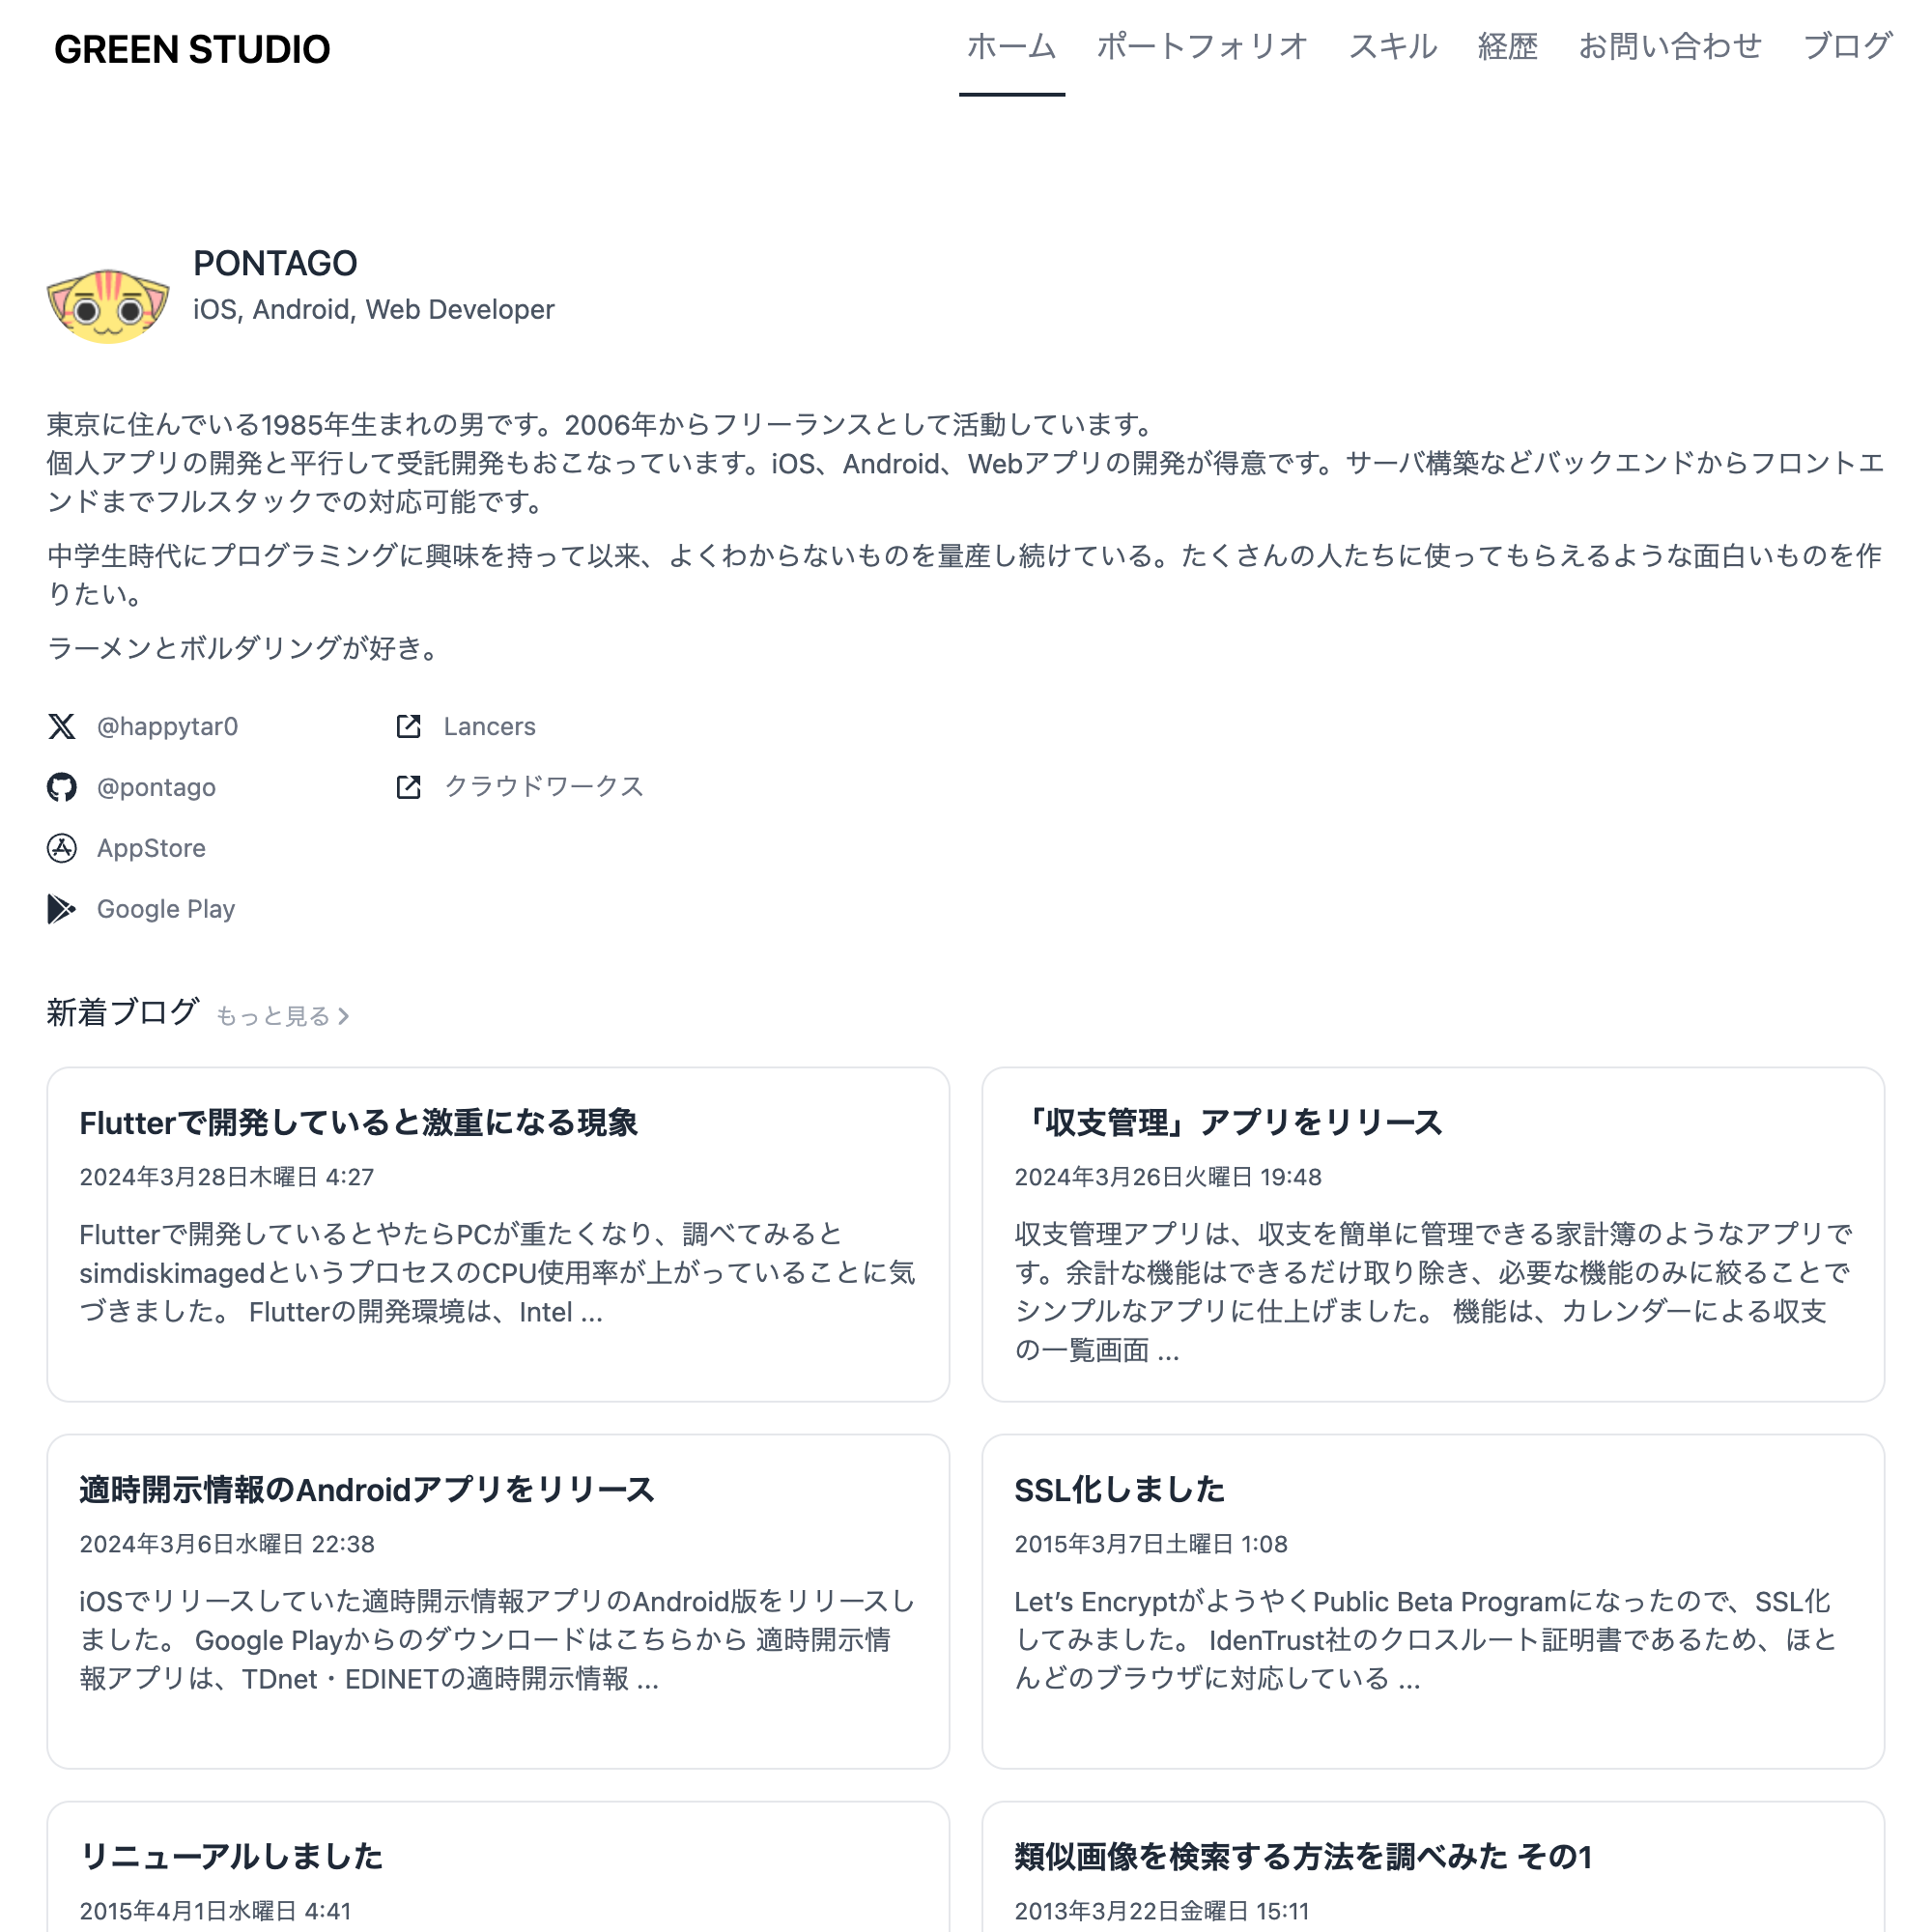 GREEN STUDIO
ホーム ポートフォリオ スキル 経歴 お問い合わせ ブログ
PONTAGO
iOS, Android, Web Developer
東京に住んでいる1985年生まれの男です。2006年からフリーランスとして活動しています。
個人アプリの開発と平行して受託開発もおこなっています。iOS、Android、Webアプリの開発が得意です。サーバ構築などバックエンドからフロントエ
ンドまでフルスタックでの対応可能です。
中学生時代にプログラミングに興味を持って以来、よくわからないものを量産し続けている。たくさんの人たちに使ってもらえるような面白いものを作
りたい。
ラーメンとボルダリングが好き。
@happytar0
@pontago
AppStore
Google Play
Lancers
クラウドワークス
新着ブログ もっと見る
Flutterで開発していると激重になる現象
2024年3月28日木曜日 4:27
Flutterで開発しているとやたらPCが重たくなり、調べてみると
simdiskimagedというプロセスのCPU使用率が上がっていることに気
づきました。 Flutterの開発環境は、Intel ...
「収支管理」アプリをリリース
2024年3月26日火曜日 19:48
収支管理アプリは、収支を簡単に管理できる家計簿のようなアプリで
す。余計な機能はできるだけ取り除き、必要な機能のみに絞ることで
シンプルなアプリに仕上げました。 機能は、カレンダーによる収支
の一覧画面 ...
適時開示情報のAndroidアプリをリリース
2024年3月6日水曜日 22:38
iOSでリリースしていた適時開示情報アプリのAndroid版をリリースし
ました。 Google Playからのダウンロードはこちらから 適時開示情
報アプリは、TDnet・EDINETの適時開示情報 ...
SSL化しました
2015年3月7日土曜日 1:08
Let’s EncryptがようやくPublic Beta Programになったので、SSL化
してみました。 IdenTrust社のクロスルート証明書であるため、ほと
んどのブラウザに対応している ...
リニューアルしました
2015年4月1日水曜日 4:41
類似画像を検索する方法を調べみた その1
2013年3月22日金曜日 15:11